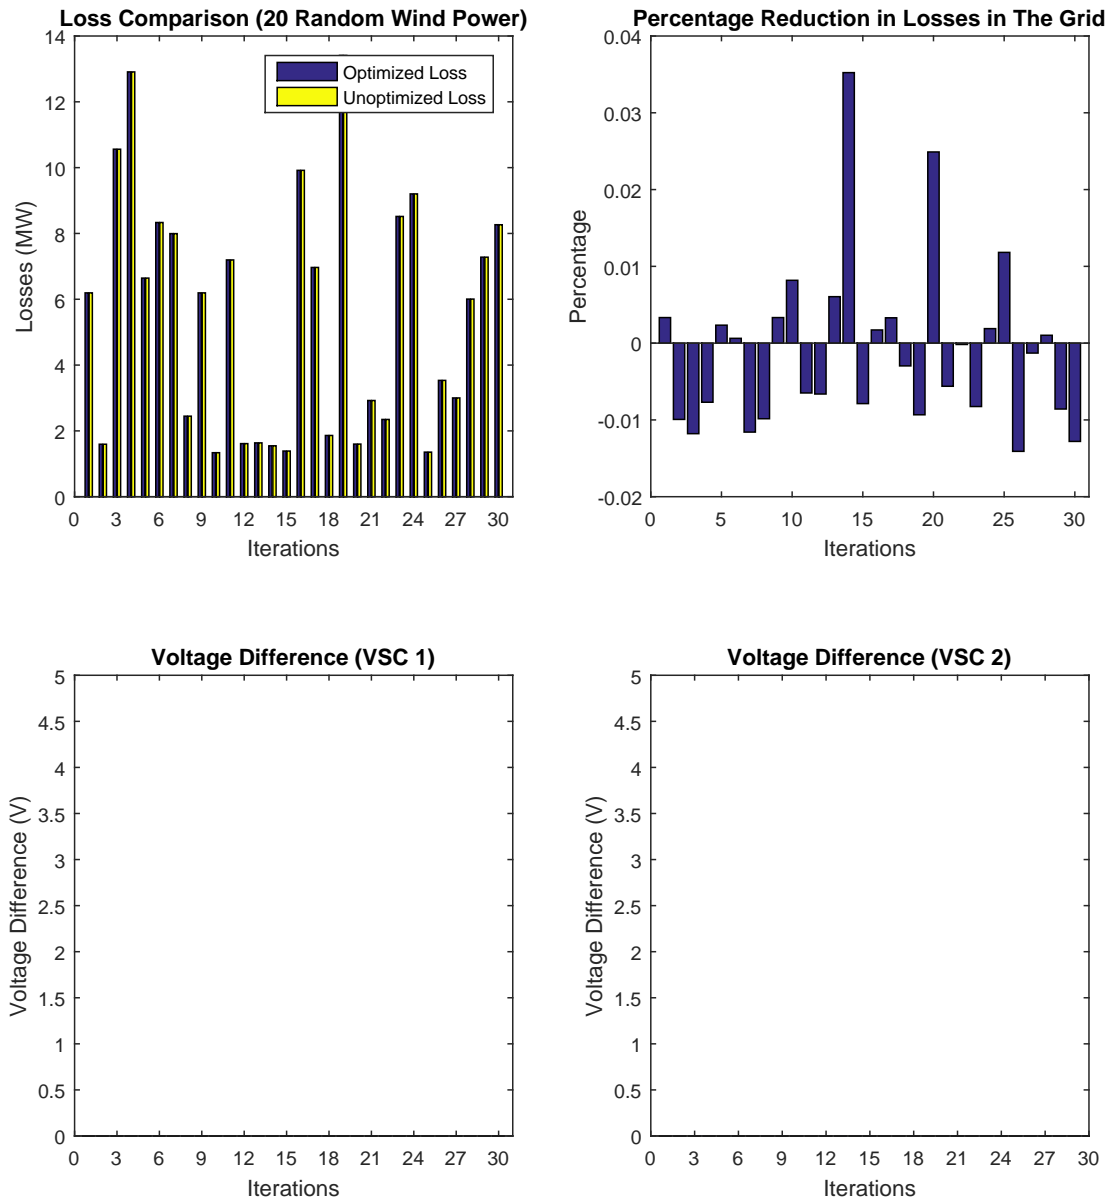 Loss Comparison (20 Random Wind Power)
14
12
10
8
6
4
2
0
Losses (MW)
Optimized Loss
Unoptimized Loss
0 3 6 9 12 15 18 21 24 27 30
Iterations
Percentage Reduction in Losses in The Grid
0.04
0.03
0.02
0.01
0
-0.01
-0.02
Percentage
0 5 10 15 20 25 30
Iterations
Voltage Difference (VSC 1)
5
4.5
4
3.5
3
2.5
2
1.5
1
0.5
0
Voltage Difference (V)
0 3 6 9 12 15 18 21 24 27 30
Iterations
Voltage Difference (VSC 2)
5
4.5
4
3.5
3
2.5
2
1.5
1
0.5
0
Voltage Difference (V)
0 3 6 9 12 15 18 21 24 27 30
Iterations